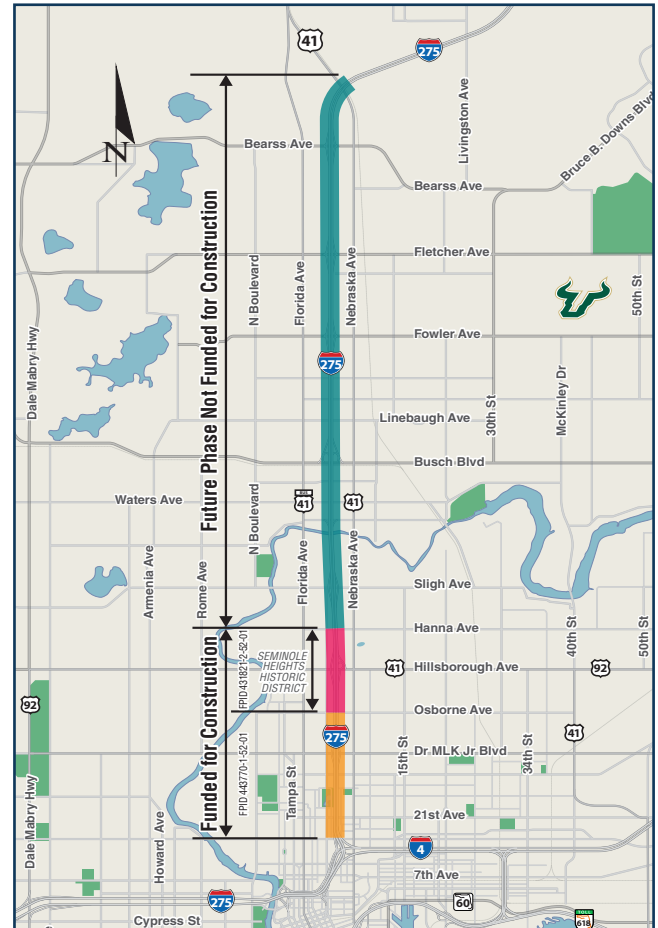 41
275
Livingston Ave
Bruce B. Downs Blvd
N
Bearss Ave
Bearss Ave
Fletcher Ave
50th St
Future Phase Not Funded for Construction
N Boulevard
Florida Ave
Nebraska Ave
Dale Mabry Hwy
Fowler Ave
275
McKinley Dr
30th St
Linebaugh Ave
Busch Blvd
Waters Ave
N Boulevard
41
41
Armenia Ave
Rome Ave
Florida Ave
Nebraska Ave
Sligh Ave
Hanna Ave
40th St
50th St
Funded for Construction
FPID 431821-2-52-01
SEMINOLE
HEIGHTS
HISTORIC
DISTRICT
41
Hillsborough Ave
92
92
Osborne Ave
275
41
Dr MLK Jr Blvd
15th St
34th St
FPID 443770-1-52-01
Tampa St
Dale Mabry Hwy
Howard Ave
21st Ave
4
7th Ave
275
60
Cypress St
TOLL
618